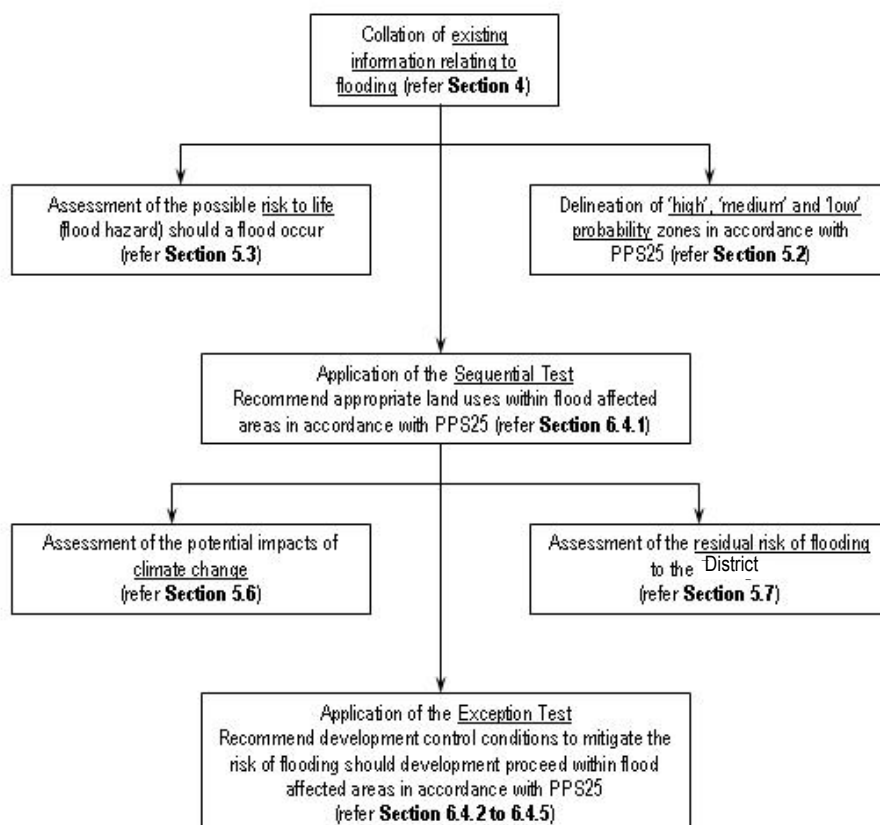 Collation of existing
information relating to
flooding (refer Section 4)
Assessment of the possible risk to life
(flood hazard) should a flood occur
(refer Section 5.3)
Delineation of 'high', 'medium' and 'low'
probability zones in accordance with
PPS25 (refer Section 5.2)
Application of the Sequential Test
Recommend appropriate land uses within flood affected
areas in accordance with PPS25 (refer Section 6.4.1)
Assessment of the potential impacts of
climate change
(refer Section 5.6)
Assessment of the residual risk of flooding
to the District
(refer Section 5.7)
Application of the Exception Test
Recommend development control conditions to mitigate the
risk of flooding should development proceed within flood
affected areas in accordance with PPS25
(refer Section 6.4.2 to 6.4.5)